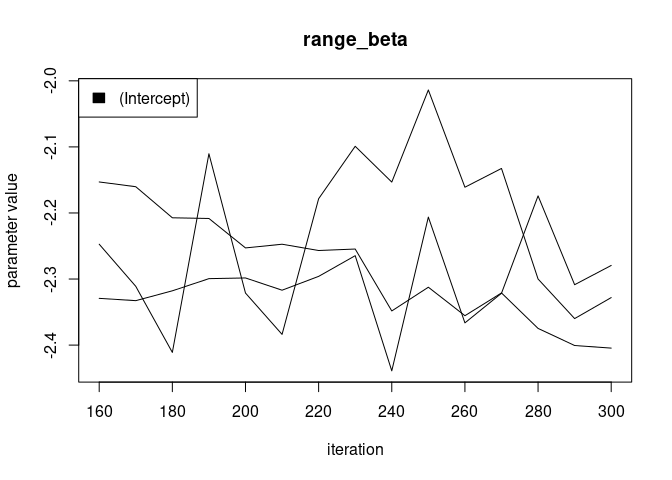 range_beta
(Intercept)
parameter value
-2.0
-2.1
-2.2
-2.3
-2.4
160 180 200 220 240 260 280 300
iteration